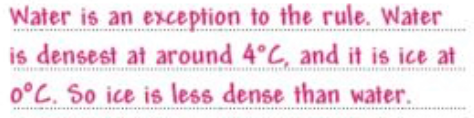 Water is an exception to the rule. Water
is densest at around 4°C, and it is ice at
0°C. So ice is less dense than water.